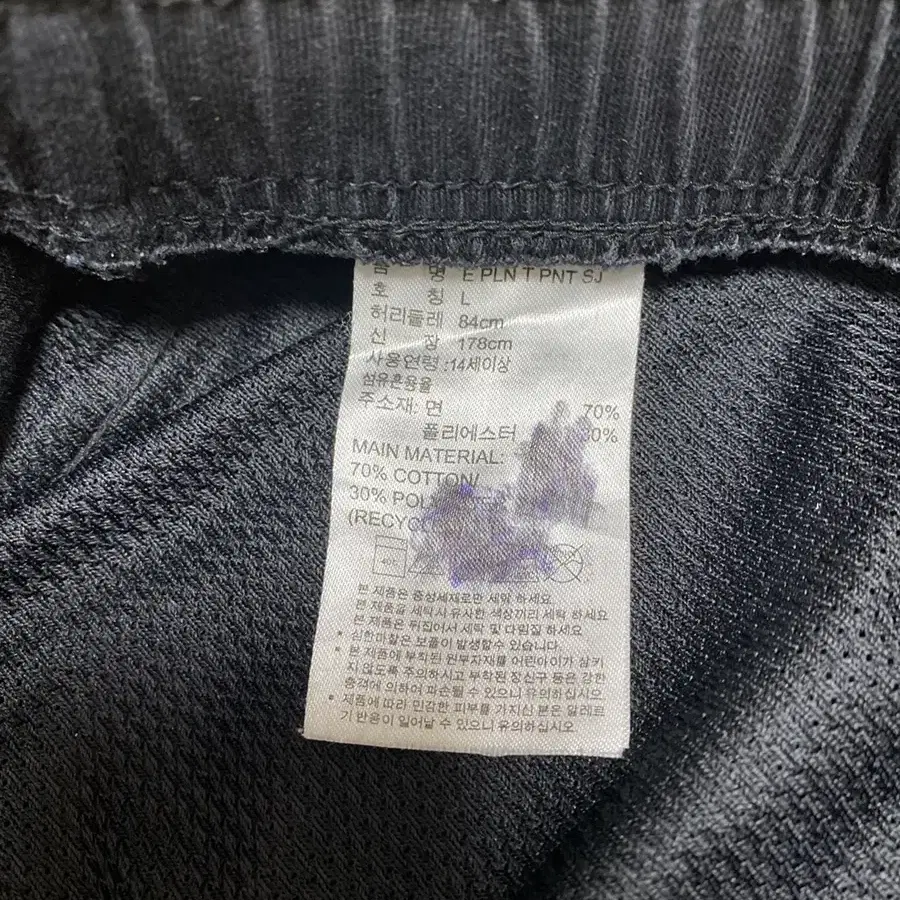 품 명 E PLN T PNT SJ
호 칭 L
허리둘레 84cm
신 장 178cm
사용연령 :14세이상
섬유혼용율
주소재: 면 70%
폴리에스터 30%
MAIN MATERIAL:
70% COTTON/
30%
40℃
본 제품은 중성세제로만 세탁 하세요
본 제품을 세탁시 유사한 색상끼리 세탁 하세요
본 제품은 뒤집어서 세탁 및 다림질 하세요
• 심한마찰은 보풀이 발생할수 있습니다
• 본 제품에 부착된 원부자재를 어린아이가 삼키
지 않도록 주의하시고 부착된 장신구 등은 강한
충격에 의하여 파손될 수 있으니 유의하십시오
• 제품에 따라 민감한 피부를 가지신 분은 알레르
기 반응이 일어날 수 있으니 유의하십시오